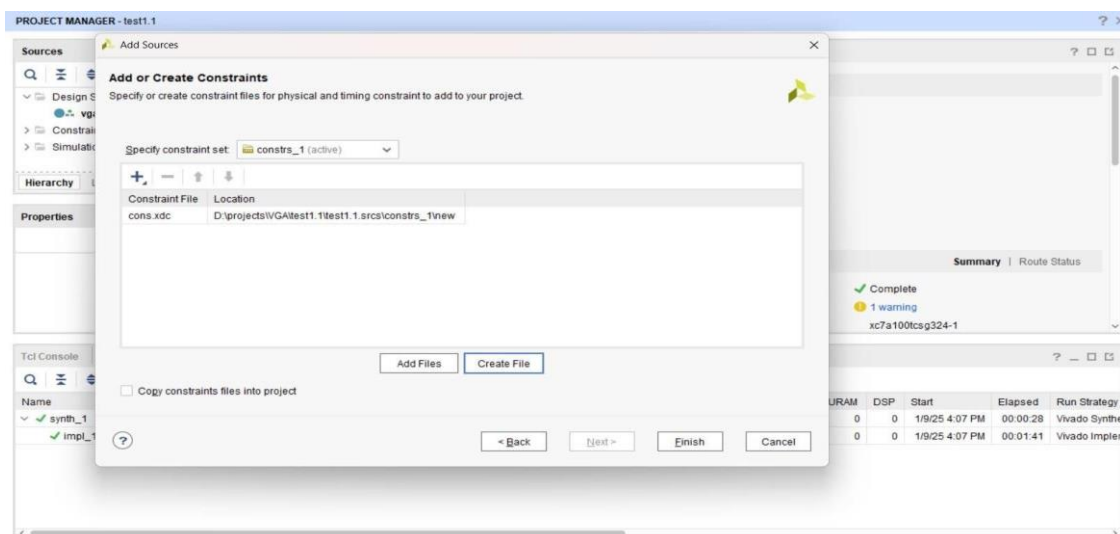 PROJECT MANAGER - test1.1
Add Sources
Sources
Add or Create Constraints
Specify or create constraint files for physical and timing constraint to add to your project.
Design S
vga
Constrai
Simulatio
Specify constraint set: constrs_1 (active)
Hierarchy
Constraint File Location
cons.xdc D:\projects\VGA\test1.1\test1.1.srcs\constrs_1\new
Properties
Summary | Route Status
Complete
1 warning
xc7a100tcsg324-1
Tcl Console
Add Files Create File
Copy constraints files into project
Name URAM DSP Start Elapsed Run Strategy
synth_1 0 0 1/9/25 4:07 PM 00:00:28 Vivado Synthe
impl_1 0 0 1/9/25 4:07 PM 00:01:41 Vivado Implem
< Back Next > Finish Cancel